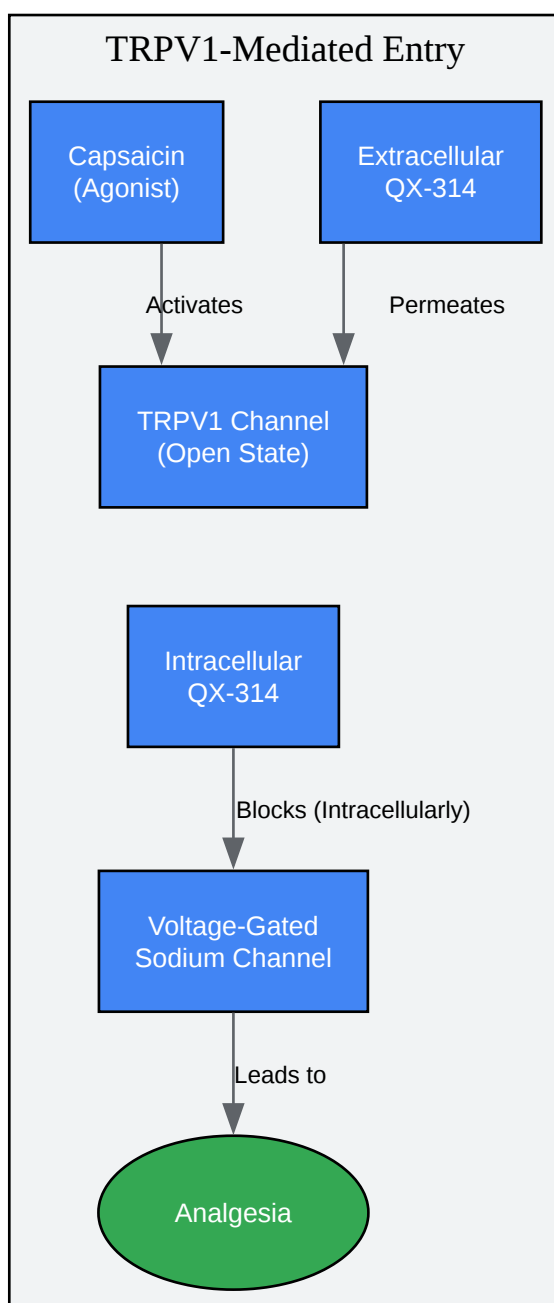 TRPV1-Mediated Entry
Capsaicin
(Agonist)
Extracellular
QX-314
Activates
Permeates
TRPV1 Channel
(Open State)
Intracellular
QX-314
Blocks (Intracellularly)
Voltage-Gated
Sodium Channel
Leads to
Analgesia